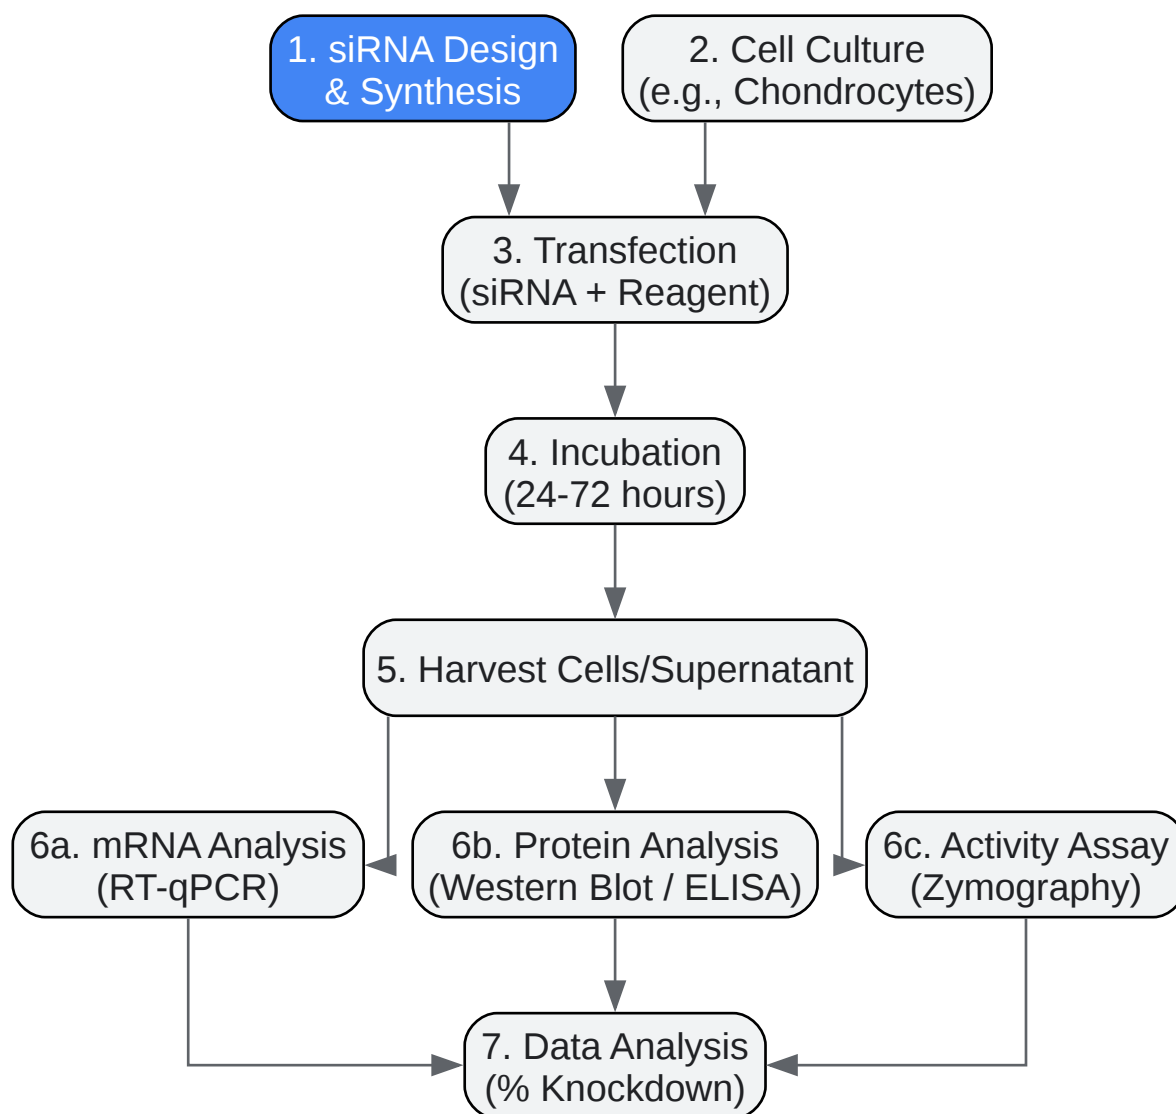 1. siRNA Design
& Synthesis
2. Cell Culture
(e.g., Chondrocytes)
3. Transfection
(siRNA + Reagent)
4. Incubation
(24-72 hours)
5. Harvest Cells/Supernatant
6a. mRNA Analysis
(RT-qPCR)
6b. Protein Analysis
(Western Blot / ELISA)
6c. Activity Assay
(Zymography)
7. Data Analysis
(% Knockdown)